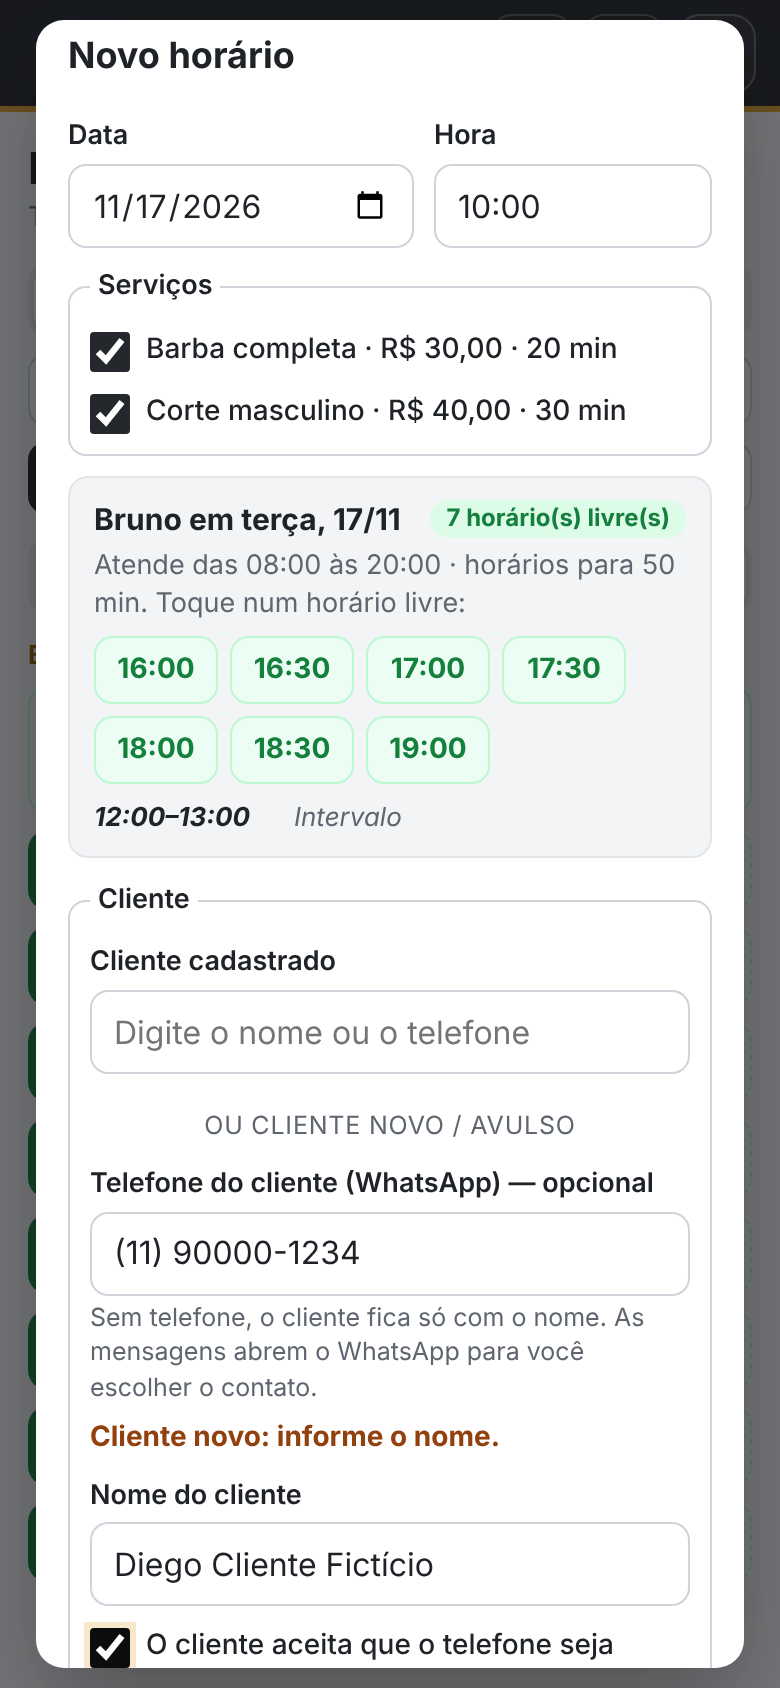 Novo horário
Data
Hora
11/17/2026
10:00
Serviços
Barba completa · R$ 30,00 · 20 min
Corte masculino · R$ 40,00 · 30 min
Bruno em terça, 17/11
7 horário(s) livre(s)
Atende das 08:00 às 20:00 · horários para 50
min. Toque num horário livre:
16:00 16:30 17:00 17:30
18:00 18:30 19:00
12:00–13:00 Intervalo
Cliente
Cliente cadastrado
Digite o nome ou o telefone
OU CLIENTE NOVO / AVULSO
Telefone do cliente (WhatsApp) — opcional
(11) 90000-1234
Sem telefone, o cliente fica só com o nome. As
mensagens abrem o WhatsApp para você
escolher o contato.
Cliente novo: informe o nome.
Nome do cliente
Diego Cliente Fictício
O cliente aceita que o telefone seja